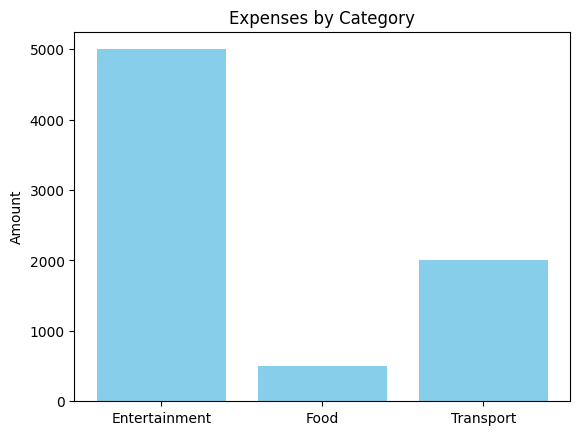 Expenses by Category
5000
4000
3000
2000
1000
0
Amount
Entertainment
Food
Transport